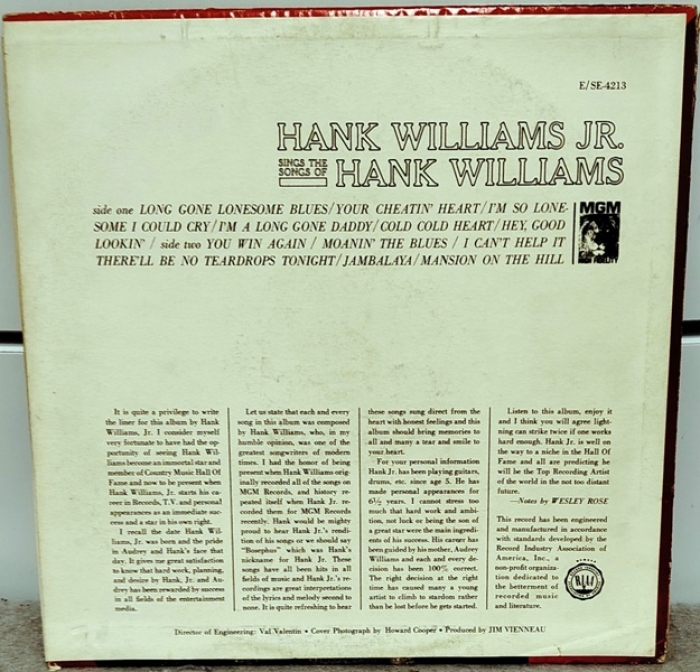 E/SE-4213
HANK WILLIAMS JR.
SINGS THE
SONGS OF
HANK WILLIAMS
side one LONG GONE LONESOME BLUES/YOUR CHEATIN' HEART/I'M SO LONE-
SOME I COULD CRY/I'M A LONG GONE DADDY/COLD COLD HEART/HEY, GOOD
LOOKIN' / side two YOU WIN AGAIN / MOANIN' THE BLUES / I CAN'T HELP IT
THERE'LL BE NO TEARDROPS TONIGHT/JAMBALAYA/MANSION ON THE HILL
MGM
HIGH FIDELITY
It is quite a privilege to write
the liner for this album by Hank
Williams, Jr. I consider myself
very fortunate to have had the op-
portunity of seeing Hank Wil-
liams become an immortal star and
member of Country Music Hall Of
Fame and now to be present when
Hank Williams, Jr. starts his ca-
reer in Records, T.V. and personal
appearances as an immediate suc-
cess and a star in his own right.
I recall the date Hank Wil-
liams, Jr. was born and the pride
in Audrey and Hank's face that
day. It gives me great satisfaction
to know that hard work, planning,
and desire by Hank, Jr. and Au-
drey has been rewarded by success
in all fields of the entertainment
media.
Let us state that each and every
song in this album was composed
by Hank Williams, who, in my
humble opinion, was one of the
greatest songwriters of modern
times. I had the honor of being
present when Hank Williams orig-
inally recorded all of the songs on
MGM Records, and history re-
peated itself when Hank Jr. re-
corded them for MGM Records
recently. Hank would be mighty
proud to hear Hank Jr.'s rendi-
tion of his songs or we should say
"Bosephus" which was Hank's
nickname for Hank Jr. These
songs have all been hits in all
fields of music and Hank Jr.'s re-
cordings are great interpretations
of the lyrics and melody second to
none. It is quite refreshing to hear
these songs sung direct from the
heart with honest feelings and this
album should bring memories to
all and many a tear and smile to
your heart.
For your personal information
Hank Jr. has been playing guitars,
drums, etc. since age 5. He has
made personal appearances for
6½ years. I cannot stress too
much that hard work and ambi-
tion, not luck or being the son of
a great star were the main ingredi-
ents of his success. His career has
been guided by his mother, Audrey
Williams and each and every de-
cision has been 100% correct.
The right decision at the right
time has caused many a young
artist to climb to stardom rather
than be lost before he gets started.
Listen to this album, enjoy it
and I think you will agree light-
ning can strike twice if one works
hard enough. Hank Jr. is well on
the way to a niche in the Hall Of
Fame and all are predicting he
will be the Top Recording Artist
of the world in the not too distant
future.
—Notes by WESLEY ROSE
This record has been engineered
and manufactured in accordance
with standards developed by the
Record Industry Association of
America, Inc., a
non-profit organiza-
tion dedicated to
the betterment of
recorded music
and literature.
RIAA
Director of Engineering: Val Valentin • Cover Photograph by Howard Cooper • Produced by JIM VIENNEAU